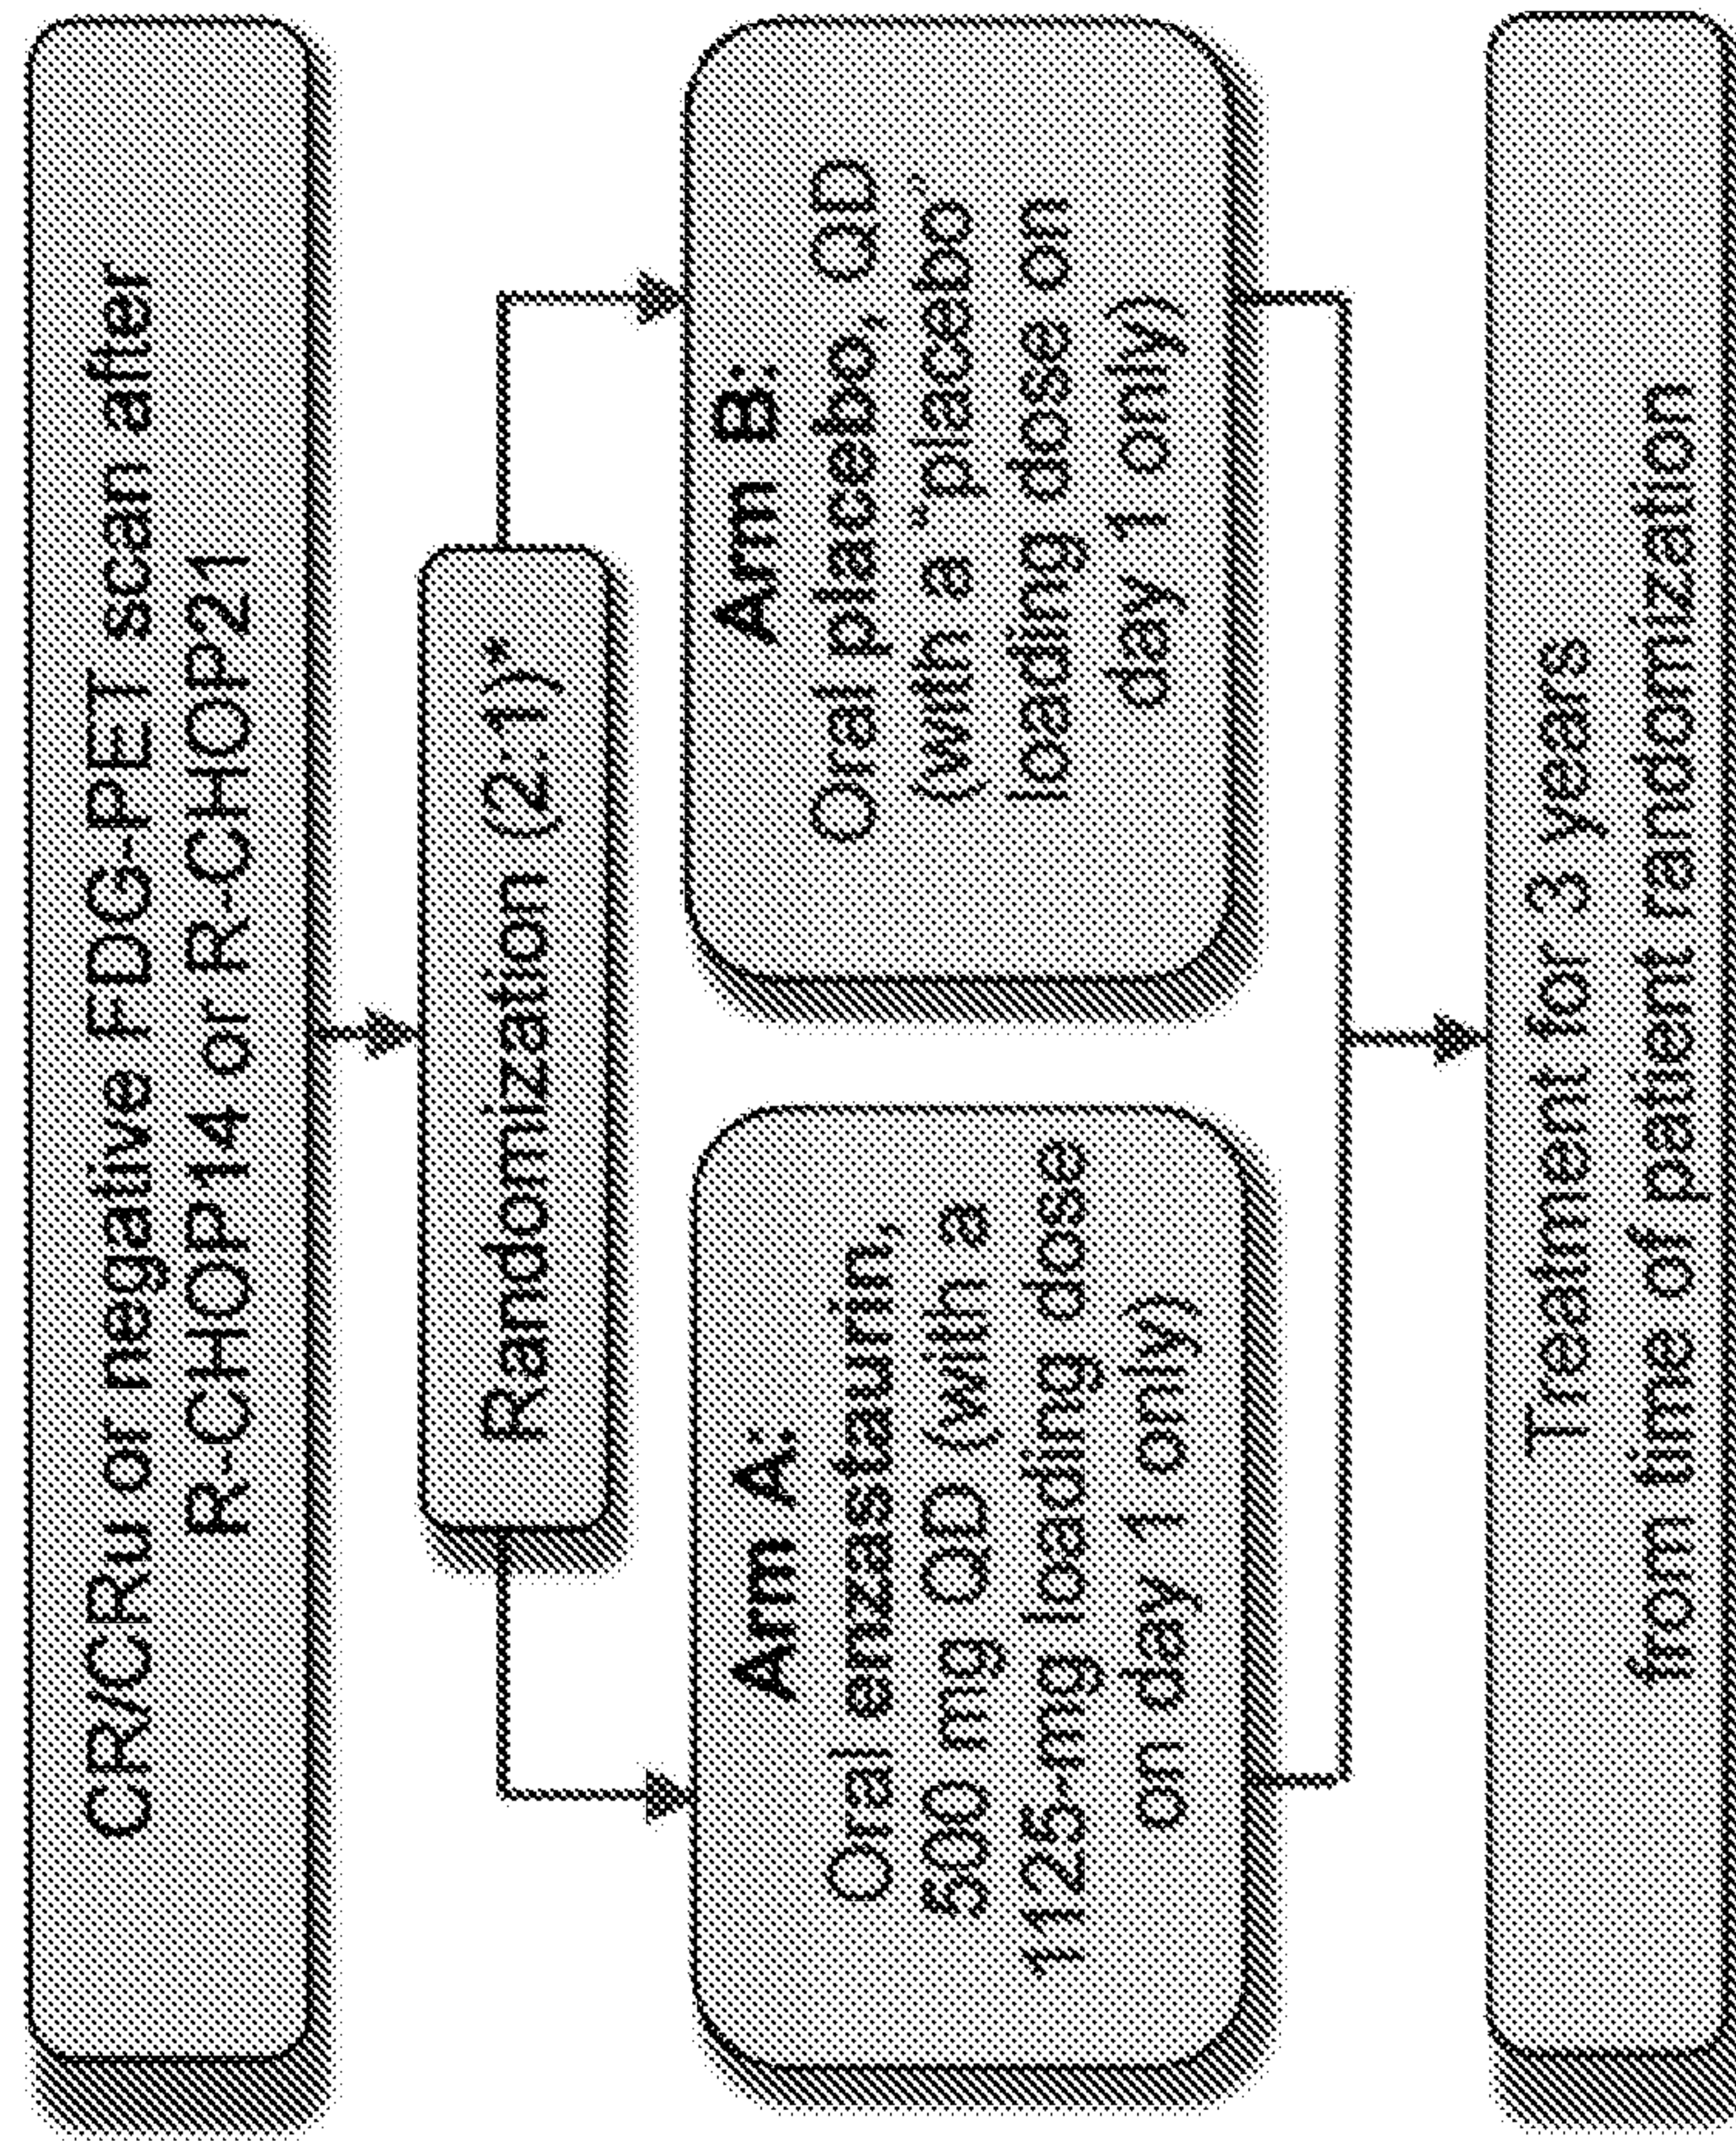 CR/CRu or negative FDG-PET scan after
R-CHOP14 or R-CHOP21
Randomization (2:1)*
Arm A:
Oral enzastaurin,
500 mg QD (with a
1125-mg loading dose
on day 1 only)
Arm B:
Oral placebo, QD
(with a “placebo”
loading dose on
day 1 only)
Treatment for 3 years
from time of patient randomization